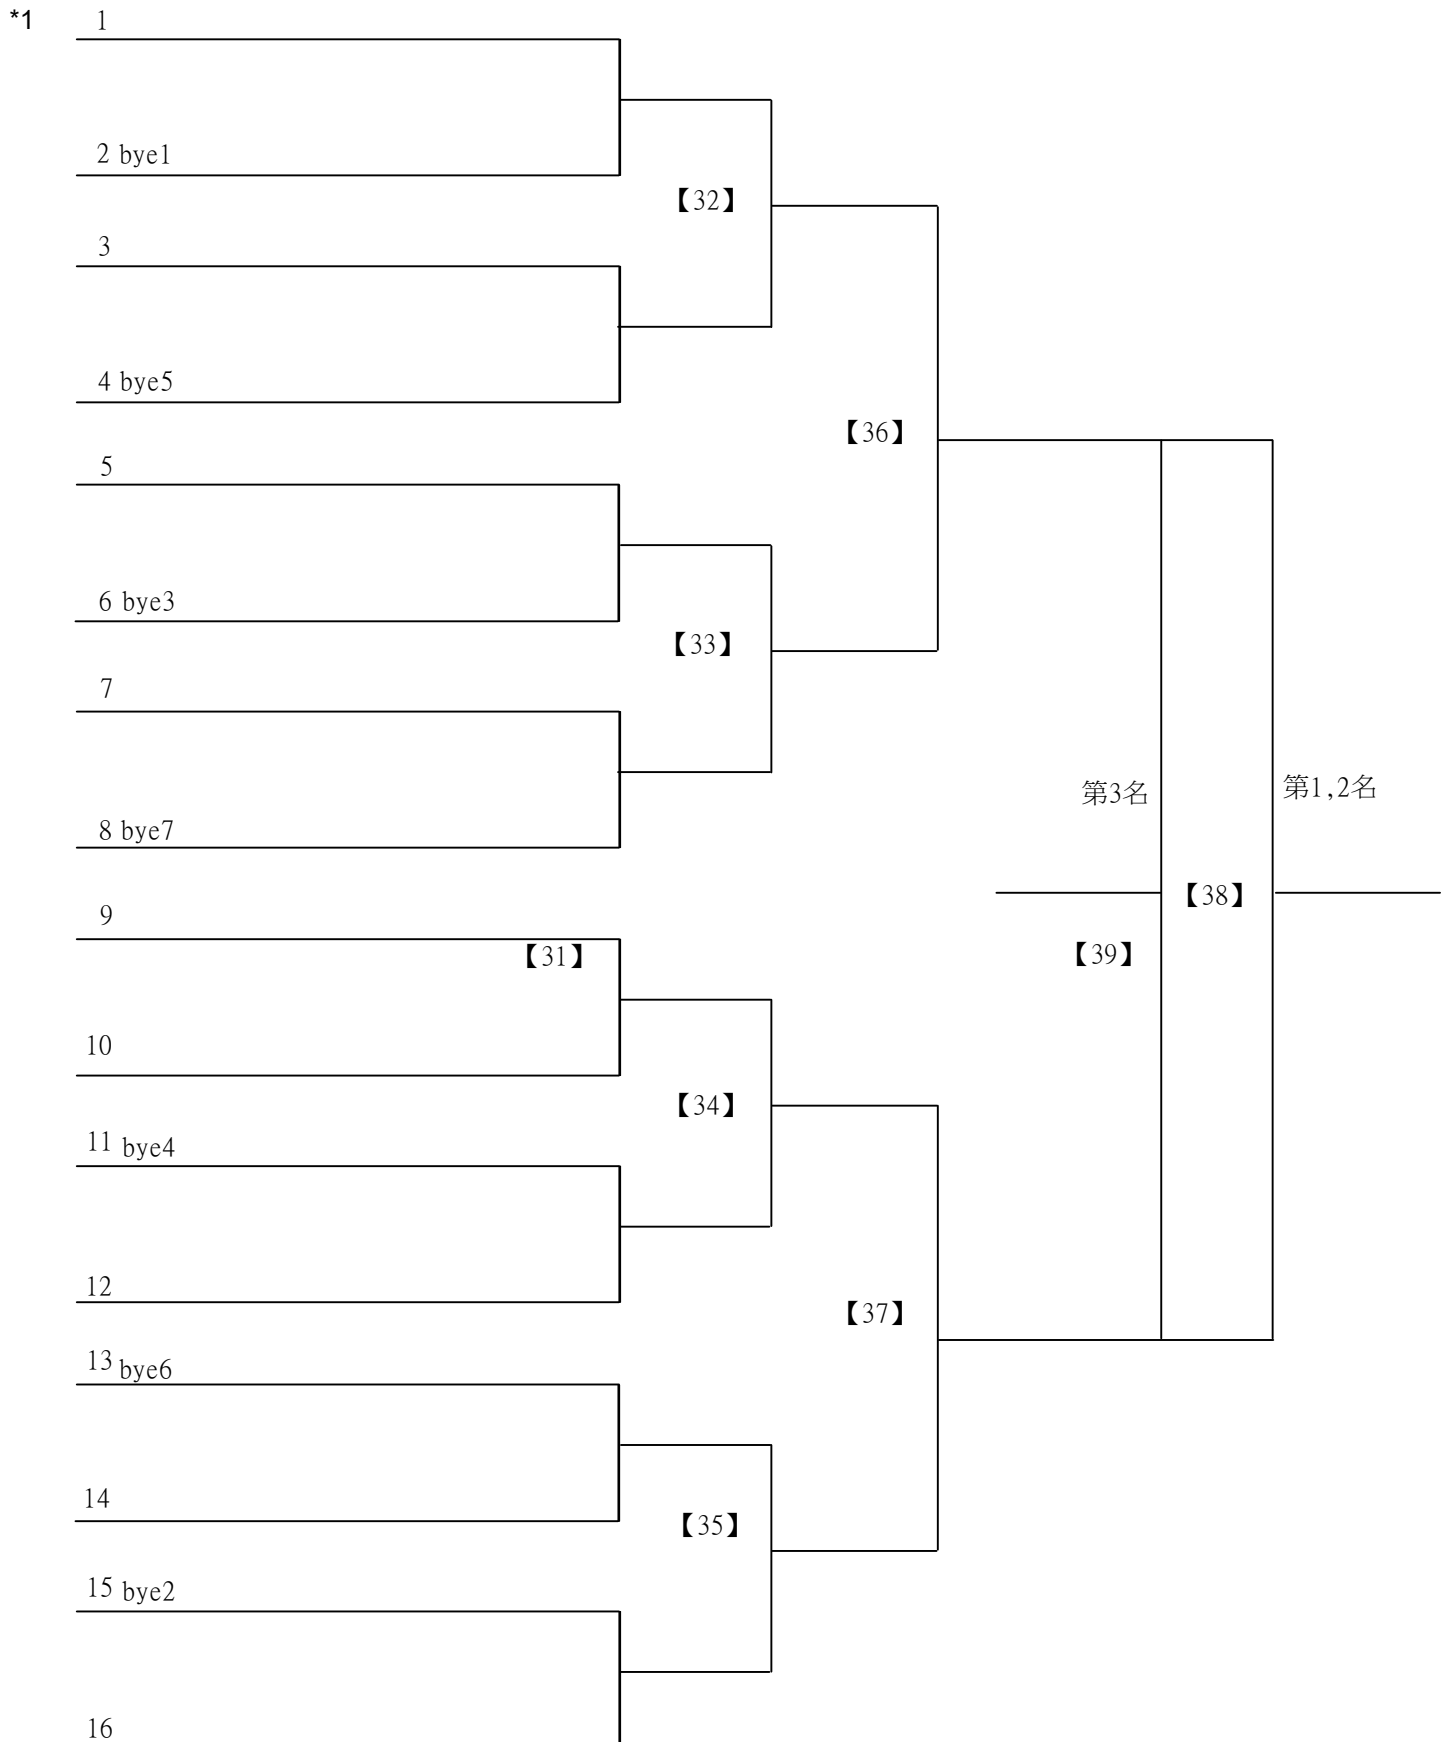 *1
1
2 bye1
【32】
3
4 bye5
【36】
5
6 bye3
【33】
7
第3名
第1,2名
8 bye7
【38】
9
【31】
【39】
10
【34】
11 bye4
12
【37】
13 bye6
14
【35】
15 bye2
16